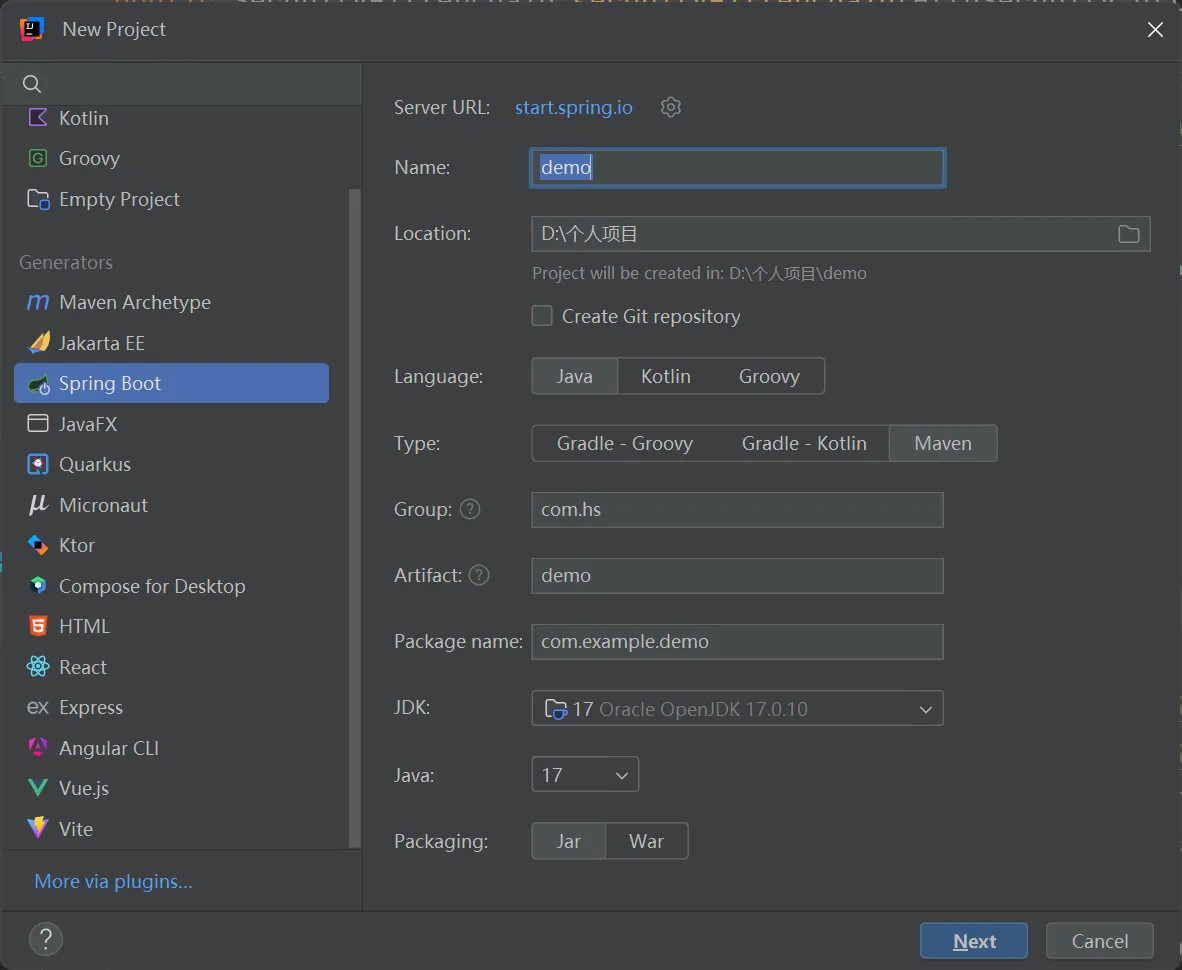 New Project
Kotlin
Groovy
Empty Project
Generators
Maven Archetype
Jakarta EE
Spring Boot
JavaFX
Quarkus
Micronaut
Ktor
Compose for Desktop
HTML
React
ex Express
Angular CLI
Vue.js
Vite
More via plugins...
Server URL: start.spring.io
Name: demo
Location: D:\个人项目
Project will be created in: D:\个人项目\demo
Create Git repository
Language: Java Kotlin Groovy
Type: Gradle - Groovy Gradle - Kotlin Maven
Group: ? com.hs
Artifact: ? demo
Package name: com.example.demo
JDK: 17 Oracle OpenJDK 17.0.10
Java: 17
Packaging: Jar War
? Next Cancel